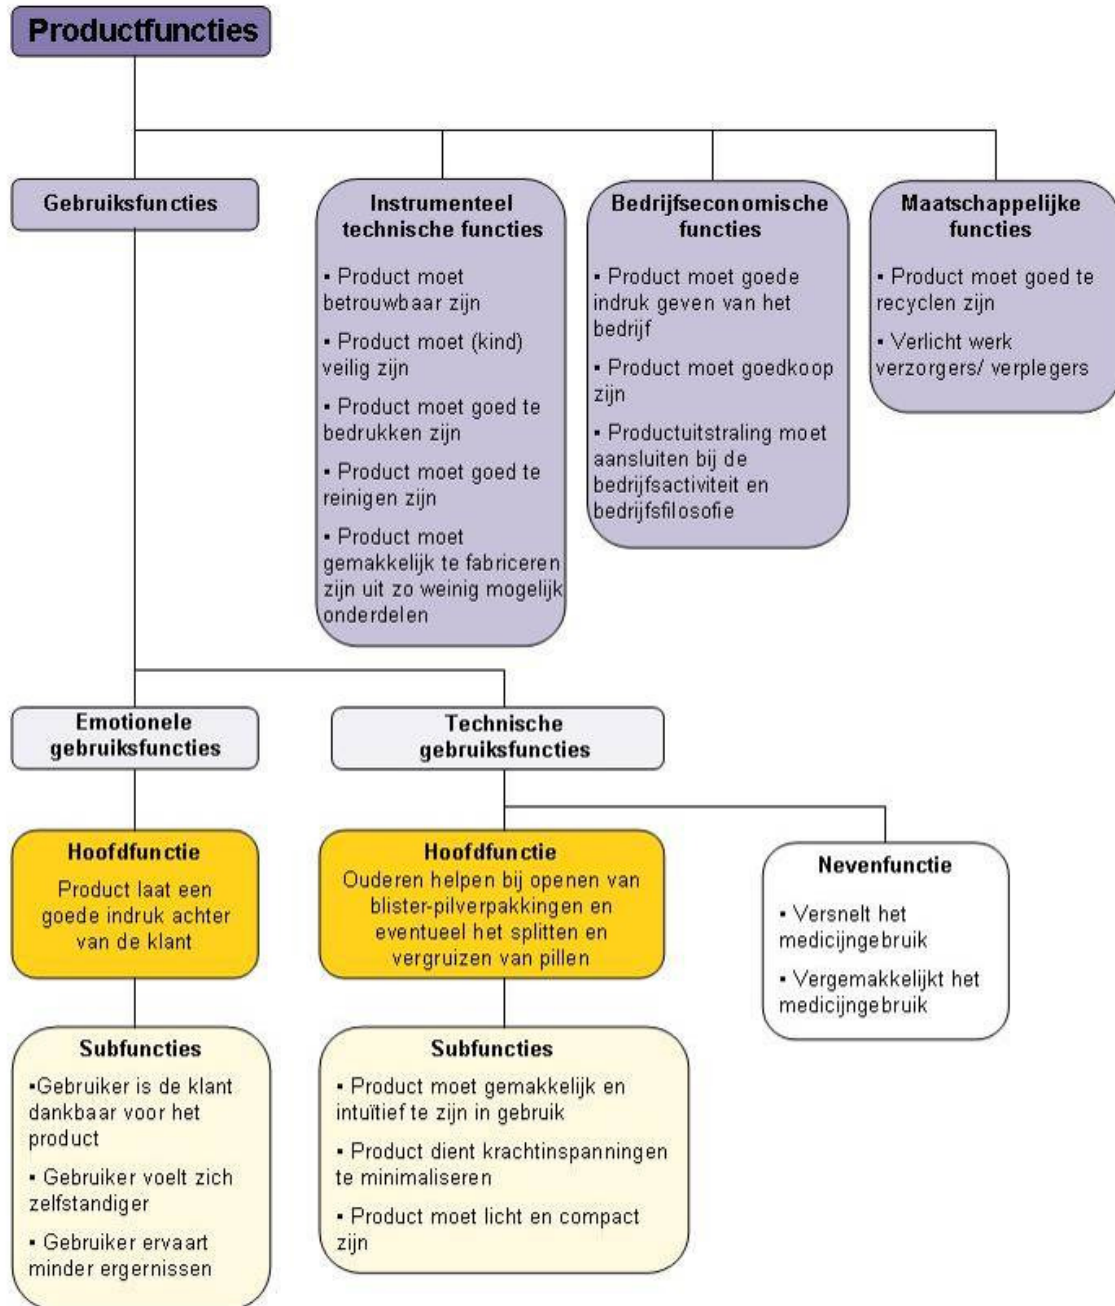 Productfuncties
Gebruiksfuncties
Instrumenteel
technische functies
▪ Product moet
betrouwbaar zijn
▪ Product moet (kind)
veilig zijn
▪ Product moet goed te
bedrukken zijn
▪ Product moet goed te
reinigen zijn
▪ Product moet
gemakkelijk te fabriceren
zijn uit zo weinig mogelijk
onderdelen
Bedrijfseconomische
functies
▪ Product moet goede
indruk geven van het
bedrijf
▪ Product moet goedkoop
zijn
▪ Productuitstraling moet
aansluiten bij de
bedrijfsactiviteit en
bedrijfsfilosofie
Maatschappelijke
functies
▪ Product moet goed te
recyclen zijn
▪ Verlicht werk
verzorgers/ verplegers
Emotionele
gebruiksfuncties
Technische
gebruiksfuncties
Hoofdfunctie
Product laat een
goede indruk achter
van de klant
Hoofdfunctie
Ouderen helpen bij openen van
blister-pilverpakkingen en
eventueel het splitten en
vergruizen van pillen
Nevenfunctie
▪ Versnelt het
medicijngebruik
▪ Vergemakkelijkt het
medicijngebruik
Subfuncties
▪Gebruiker is de klant
dankbaar voor het
product
▪ Gebruiker voelt zich
zelfstandiger
▪ Gebruiker ervaart
minder ergernissen
Subfuncties
▪ Product moet gemakkelijk en
intuïtief te zijn in gebruik
▪ Product dient krachtinspanningen
te minimaliseren
▪ Product moet licht en compact
zijn